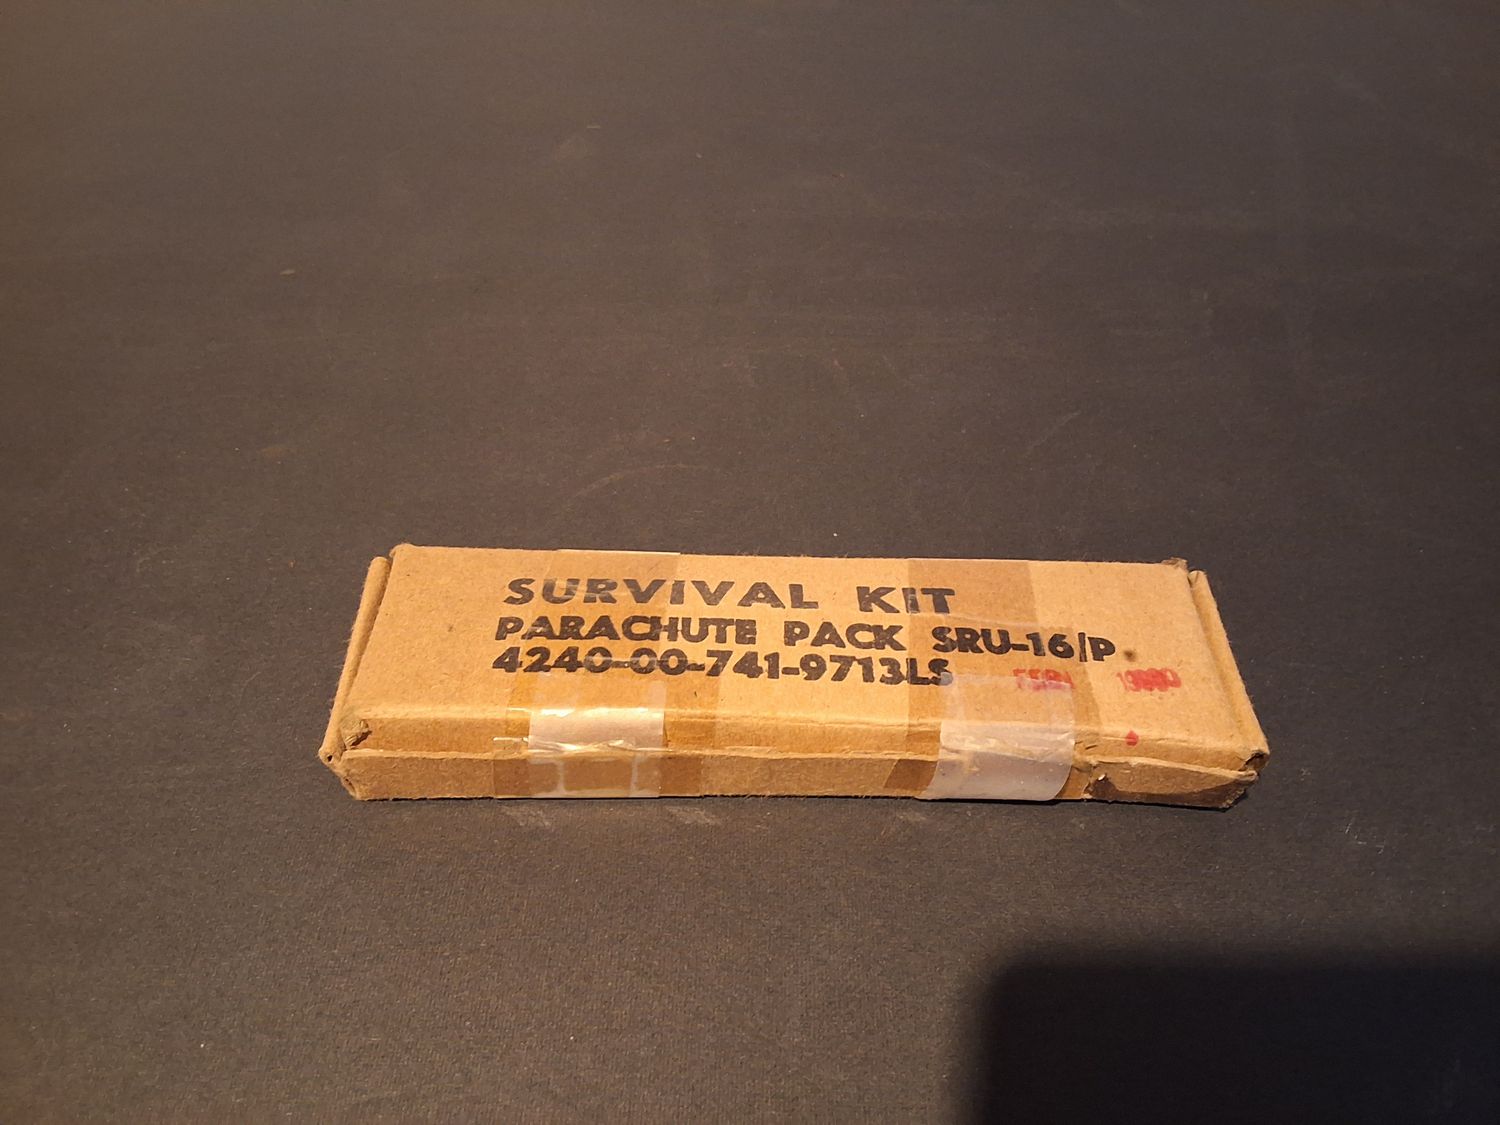 SURVIVAL KIT
PARACHUTE PACK SRU-16/P
4240-00-741-9713LS